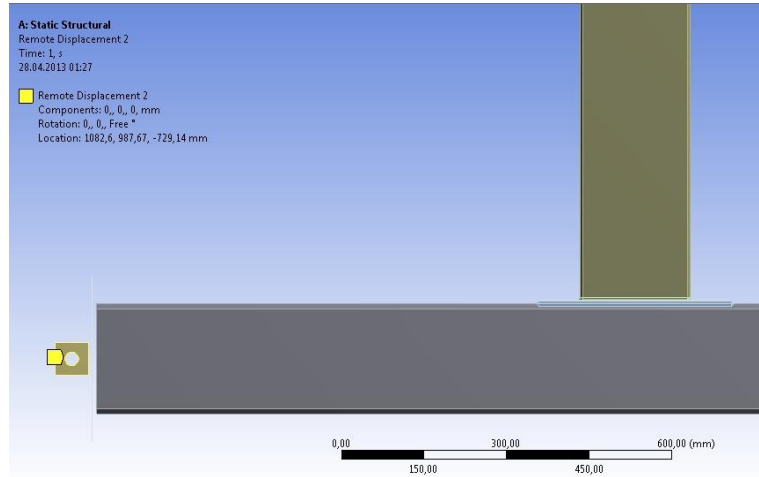 A: Static Structural
Remote Displacement 2
Time: 1, s
28.04.2013 01:27
Remote Displacement 2
Components: 0,, 0,, 0, mm
Rotation: 0,, 0,, Free °
Location: 1082,6, 987,67, -729,14 mm
0,00 300,00 600,00 (mm)
150,00 450,00